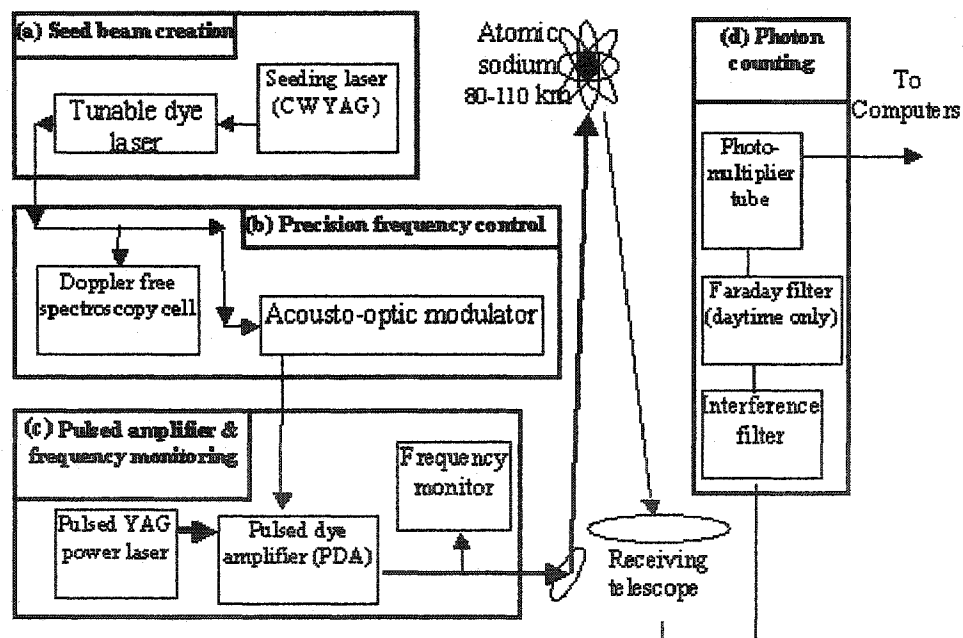 (a) Seed beam creation
Seeding laser
(CW YAG)
Tunable dye
laser
(b) Precision frequency control
Doppler free
spectroscopy cell
Acousto-optic modulator
(c) Pulsed amplifier &
frequency monitoring
Frequency
monitor
Pulsed YAG
power laser
Pulsed dye
amplifier (PDA)
Atomic
sodium
80-110 km
Receiving
telescope
(d) Photon
counting
To
Computers
Photo-
multiplier
tube
Faraday filter
(daytime only)
Interference
filter